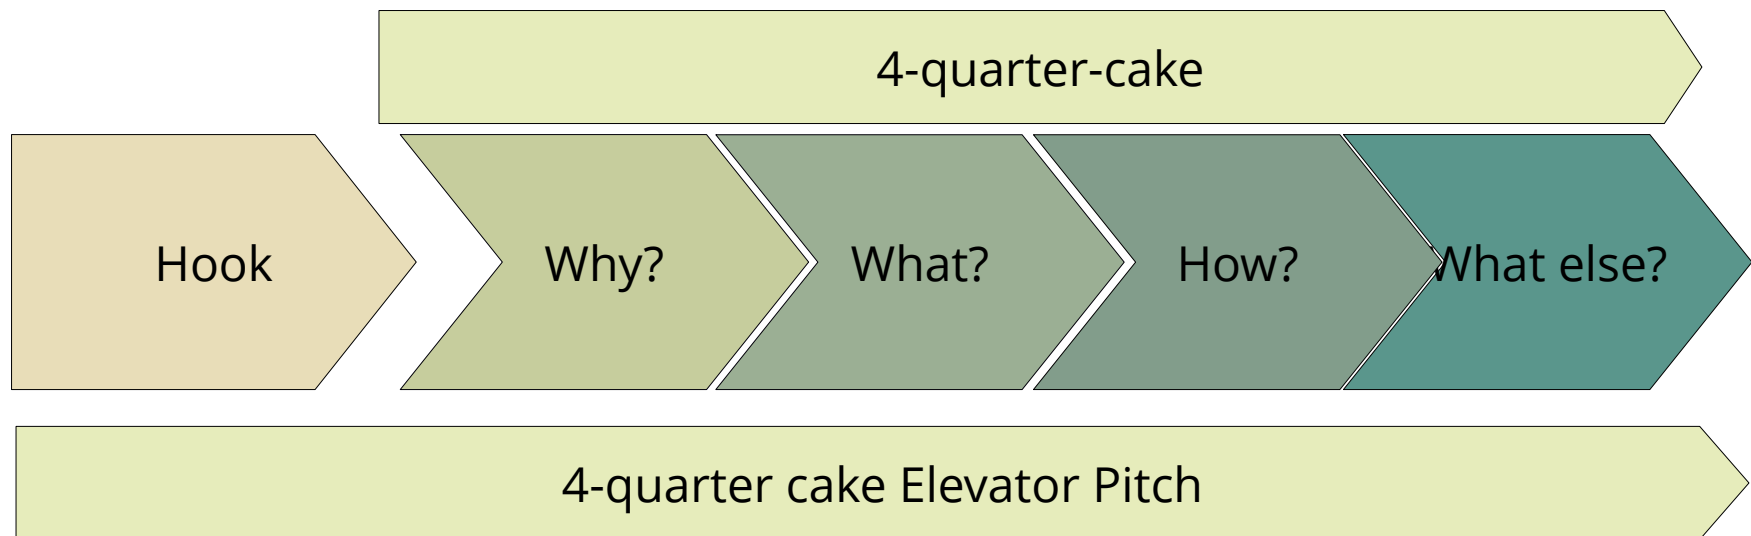 4-quarter-cake
Hook
Why?
What?
How?
What else?
4-quarter cake Elevator Pitch